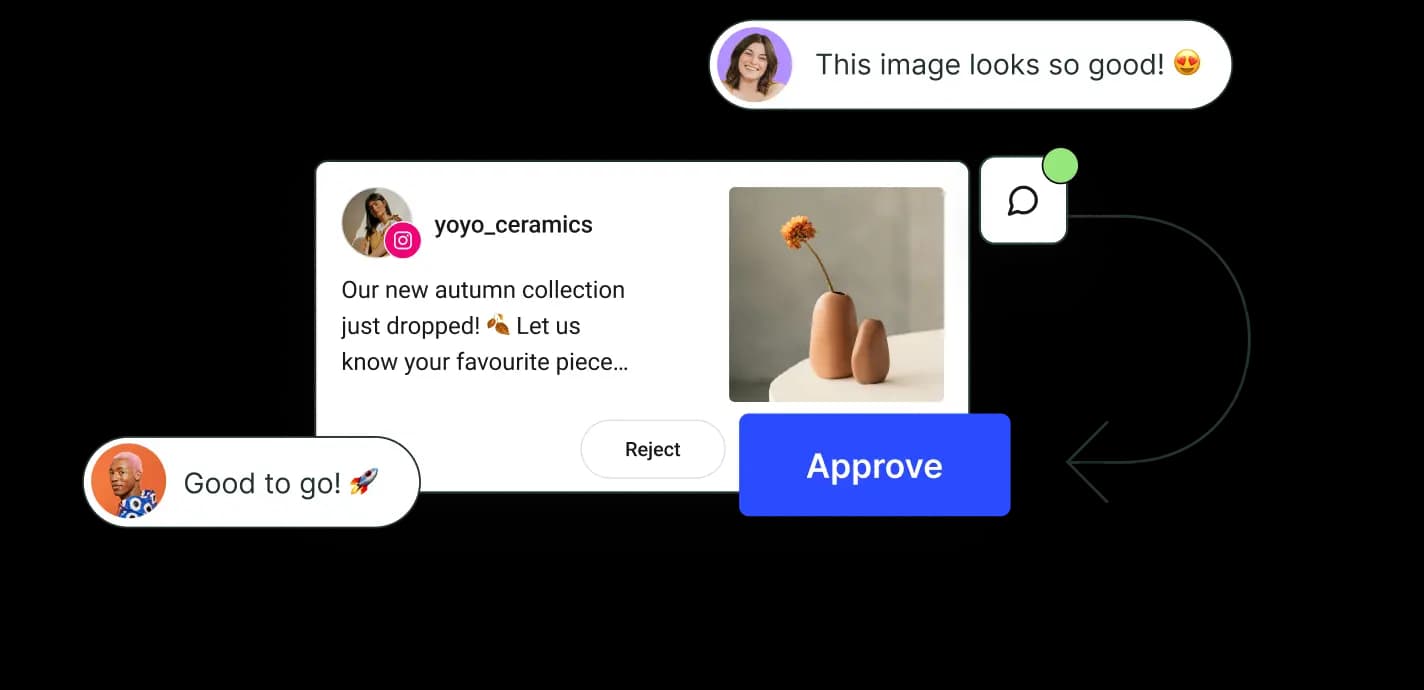 This image looks so good! 😍
yoyo_ceramics
Our new autumn collection
just dropped! 🍂 Let us
know your favourite piece...
Reject
Approve
Good to go! 🚀